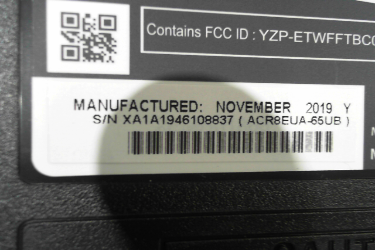 Contains FCC ID : YZP-ETWFFTBC
MANUFACTURED: NOVEMBER 2019 Y
S/N XA1A1946108837 ( ACR8EUA-65UB )